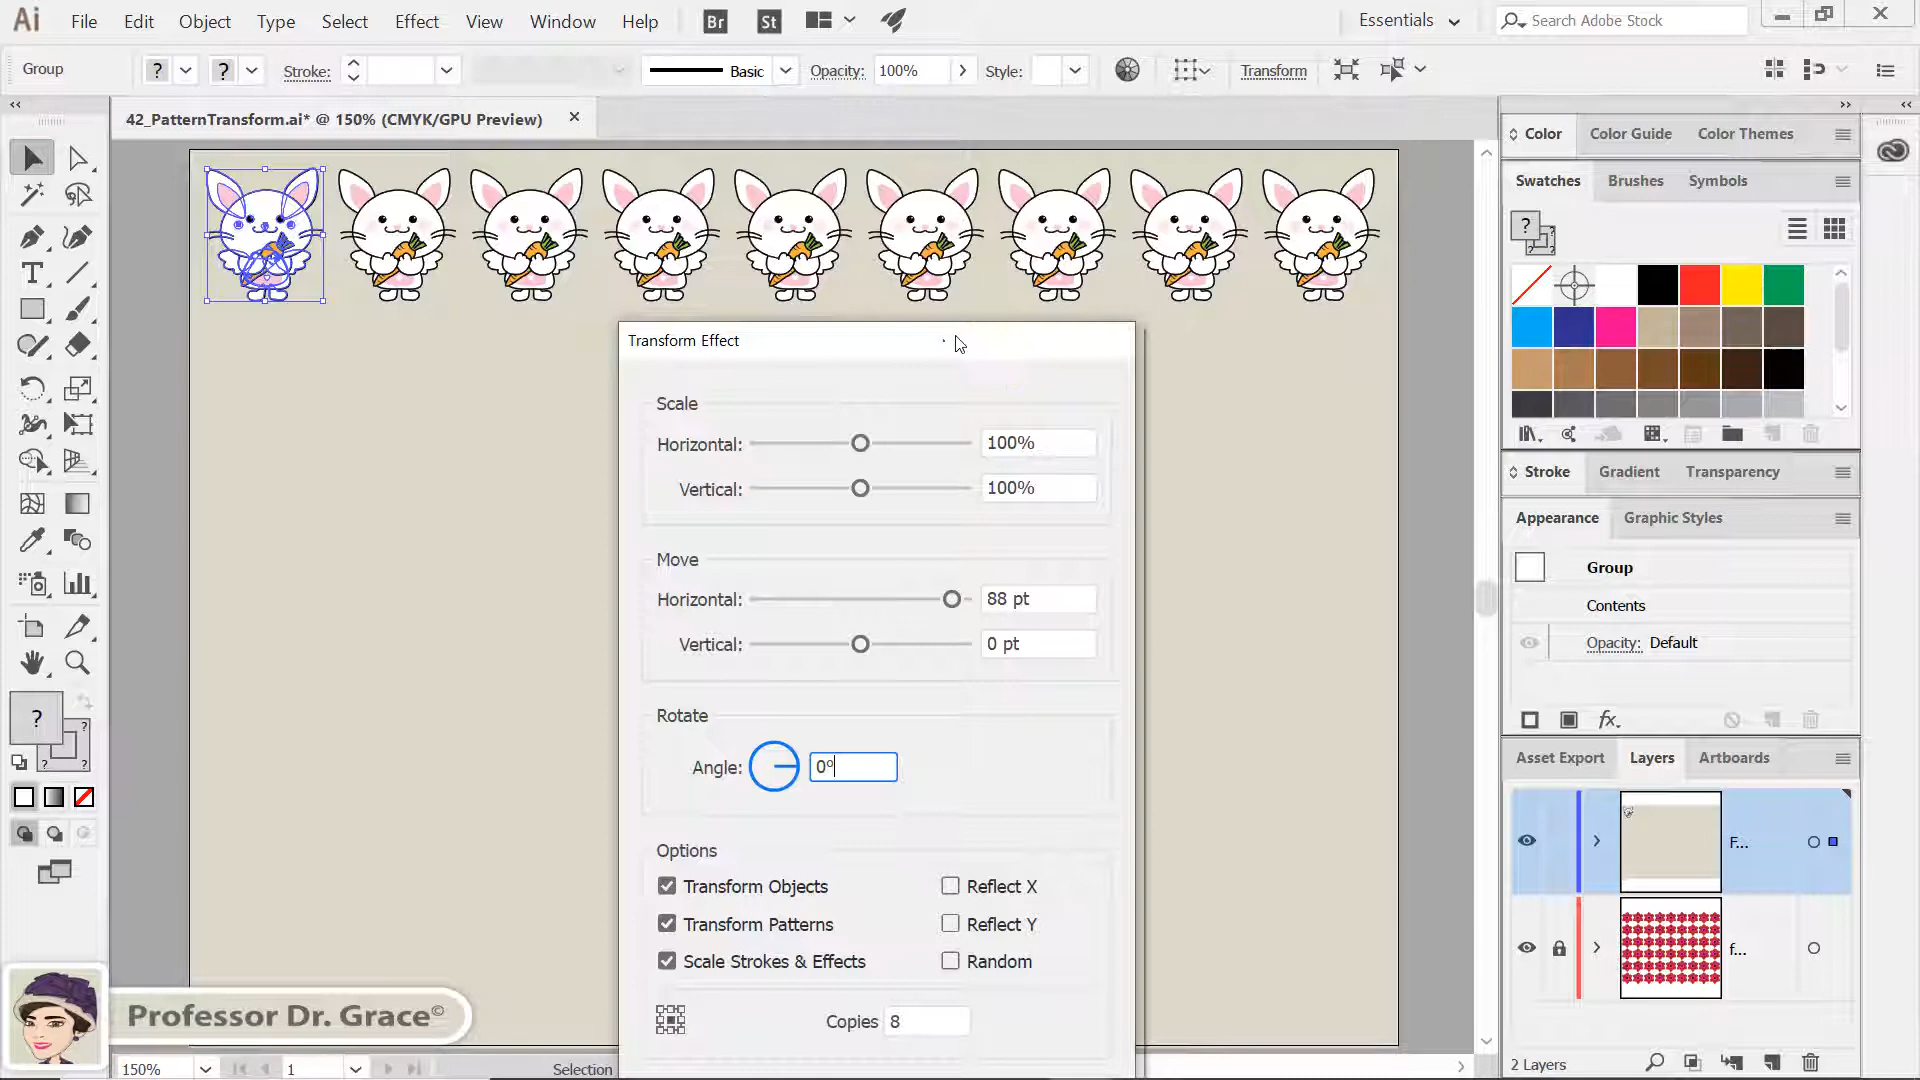 Ai File Edit Object Type Select Effect View Window Help Br St Essentials Search Adobe Stock
Group ? ? Stroke: Basic Opacity: 100% Style: Transform
42_PatternTransform.ai* @ 150% (CMYK/GPU Preview)
Color Color Guide Color Themes
Swatches Brushes Symbols
?
Transform Effect
Scale
Horizontal: 100%
Vertical: 100%
Move
Horizontal: 88 pt
Vertical: 0 pt
Rotate
Angle: 0°
Options
Transform Objects Reflect X
Transform Patterns Reflect Y
Scale Strokes & Effects Random
Copies 8
Stroke Gradient Transparency
Appearance Graphic Styles
Group
Contents
Opacity: Default
fx.
Asset Export Layers Artboards
F...
f...
2 Layers
? ?
? ?
Professor Dr. Grace©
150% 1 Selection